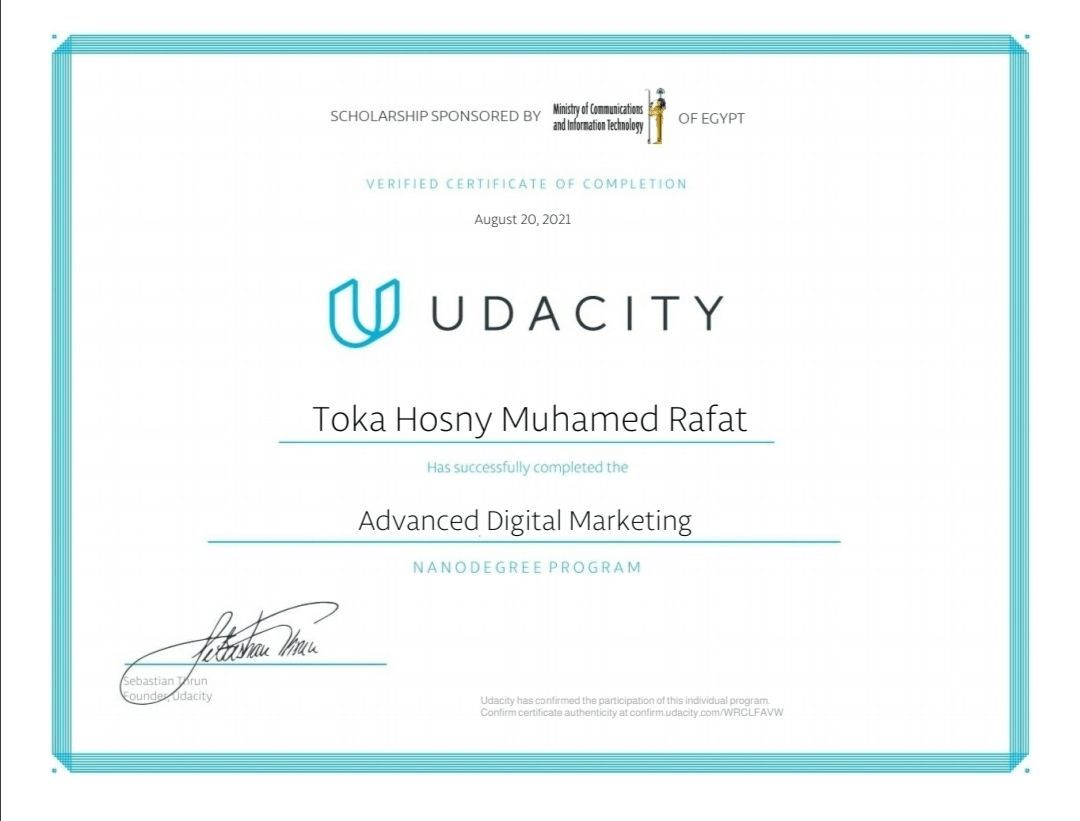 SCHOLARSHIP SPONSORED BY Ministry of Communications and Information Technology OF EGYPT
VERIFIED CERTIFICATE OF COMPLETION
August 20, 2021
UDACITY
Toka Hosny Muhamed Rafat
Has successfully completed the
Advanced Digital Marketing
NANODEGREE PROGRAM
Sebastian Thrun
Sebastian Thrun
Founder, Udacity
Udacity has confirmed the participation of this individual program.
Confirm certificate authenticity at confirm.udacity.com/WRCLFAVW